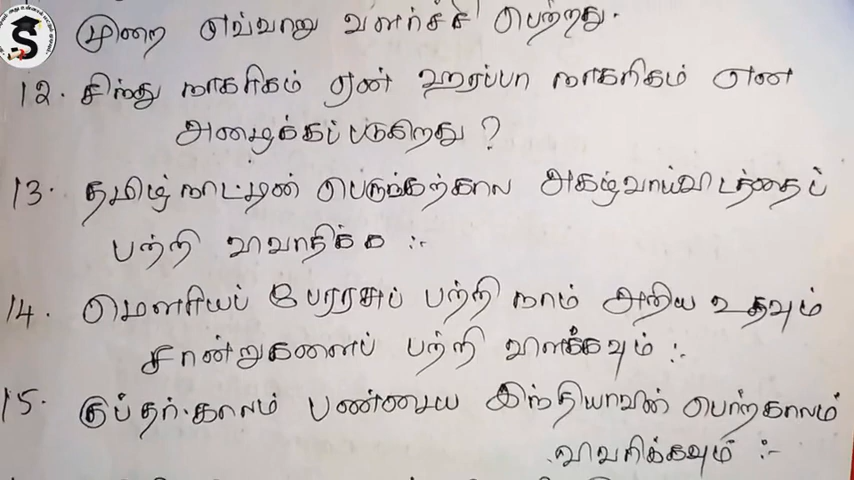 முறை எவ்வாறு வளர்ச்சி பெற்றது.
12. சிந்து நாகரிகம் ஏன் ஹரப்பா நாகரிகம் என
அழைக்கப்படுகிறது ?
13. தமிழ் நாட்டின் பெருங்கற்கால அகழ்வாய்விடத்தைப்
பற்றி விவாதிக்க :-
14. மௌரியப் பேரரசுப் பற்றி நாம் அறிய உதவும்
சான்றுகளைப் பற்றி விளக்கவும் :-
15. குப்தர்.காலம் பண்டைய இந்தியாவின் பொற்காலம்
விவரிக்கவும் :-